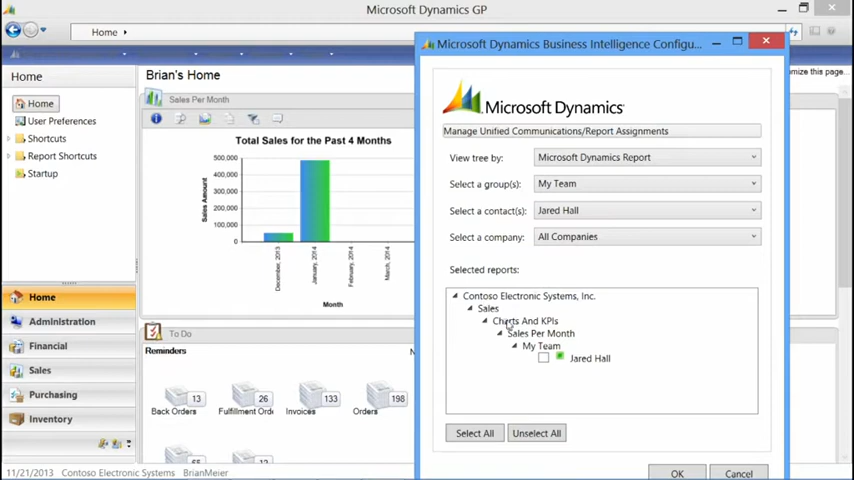 Microsoft Dynamics GP
Home
Home
Home
User Preferences
Shortcuts
Report Shortcuts
Startup
Home
Administration
Financial
Sales
Purchasing
Inventory
Brian's Home
omize this page...
Sales Per Month
Total Sales for the Past 4 Months
Sales Amount
500,000
400,000
300,000
200,000
100,000
0
December, 2013
January, 2014
February, 2014
March, 2014
Month
To Do
Reminders
Back Orders
13
Fulfillment Orde
26
Invoices
133
Orders
198
12
Microsoft Dynamics Business Intelligence Configu...
Microsoft Dynamics
Manage Unified Communications/Report Assignments
View tree by: Microsoft Dynamics Report
Select a group(s): My Team
Select a contact(s): Jared Hall
Select a company: All Companies
Selected reports:
Contoso Electronic Systems, Inc.
Sales
Charts And KPIs
Sales Per Month
My Team
Jared Hall
Select All
Unselect All
OK
Cancel
11/21/2013 Contoso Electronic Systems BrianMeier